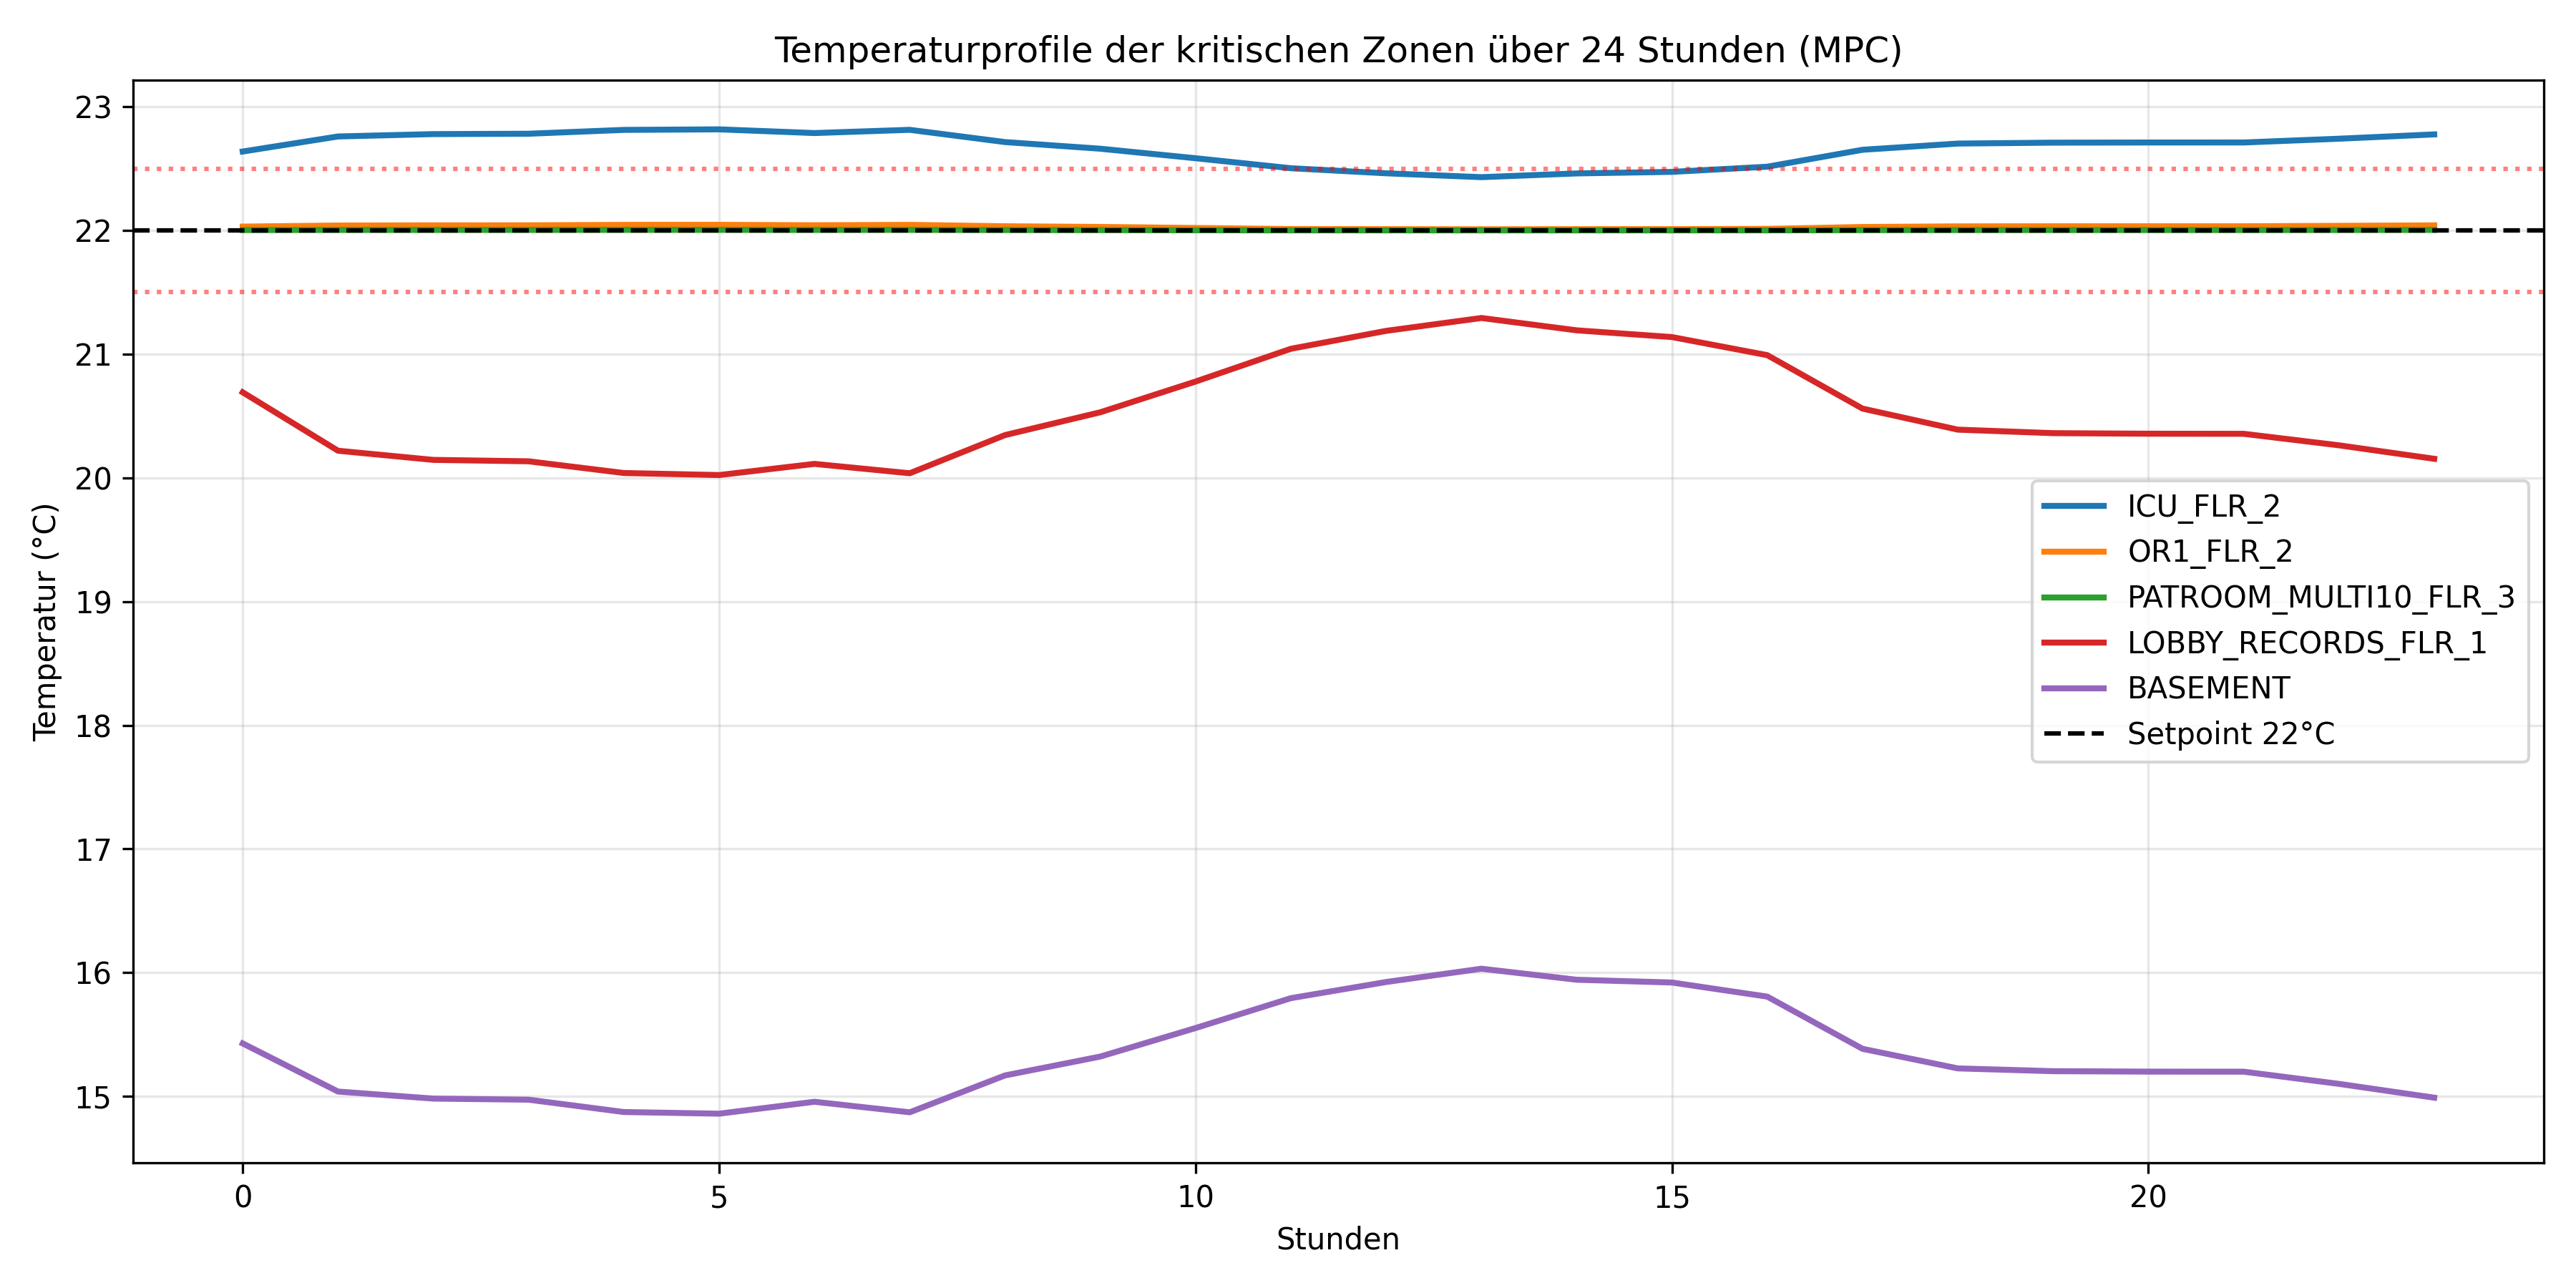 Temperaturprofile der kritischen Zonen über 24 Stunden (MPC)
Temperatur (°C)
23
22
21
20
19
18
17
16
15
ICU_FLR_2
OR1_FLR_2
PATROOM_MULTI10_FLR_3
LOBBY_RECORDS_FLR_1
BASEMENT
Setpoint 22°C
0 5 10 15 20
Stunden